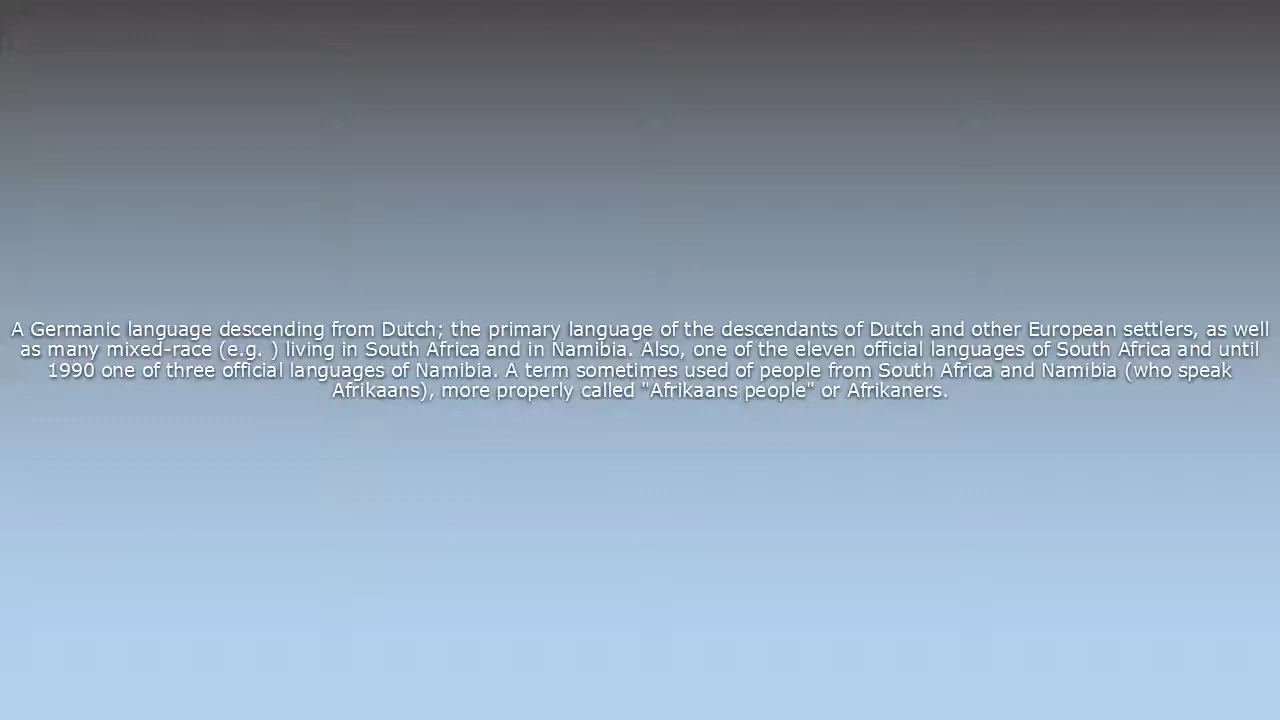 A Germanic language descending from Dutch; the primary language of the descendants of Dutch and other European settlers, as well
as many mixed-race (e.g. ) living in South Africa and in Namibia. Also, one of the eleven official languages of South Africa and until
1990 one of three official languages of Namibia. A term sometimes used of people from South Africa and Namibia (who speak
Afrikaans), more properly called "Afrikaans people" or Afrikaners.